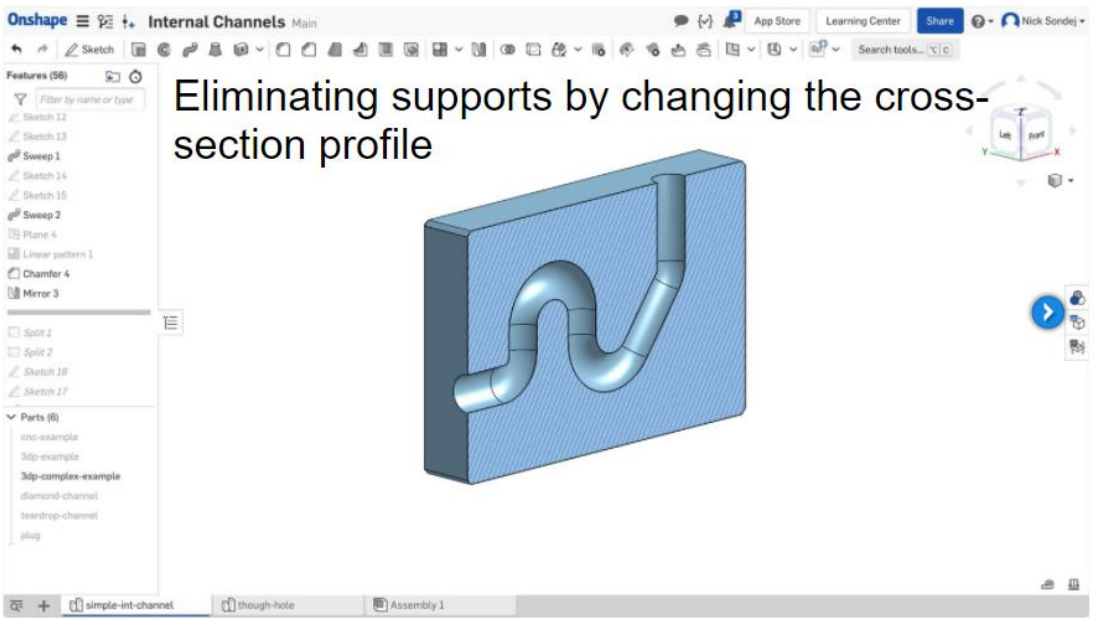 Onshape Internal Channels Main App Store Learning Center Share Nick Sondej
Sketch Search tools... C
Features (56)
Filter by name or type
Eliminating supports by changing the cross-
section profile
Sketch 12
Sketch 13
Sweep 1
Sketch 14
Sketch 15
Sweep 2
Plane 4
Linear pattern 1
Chamfer 4
Mirror 3
Split 1
Split 2
Sketch 16
Sketch 17
Parts (6)
cnc-example
3dp-example
3dp-complex-example
diamond-channel
teardrop-channel
plug
Z
Left Front
Y X
simple-int-channel though-hole Assembly 1